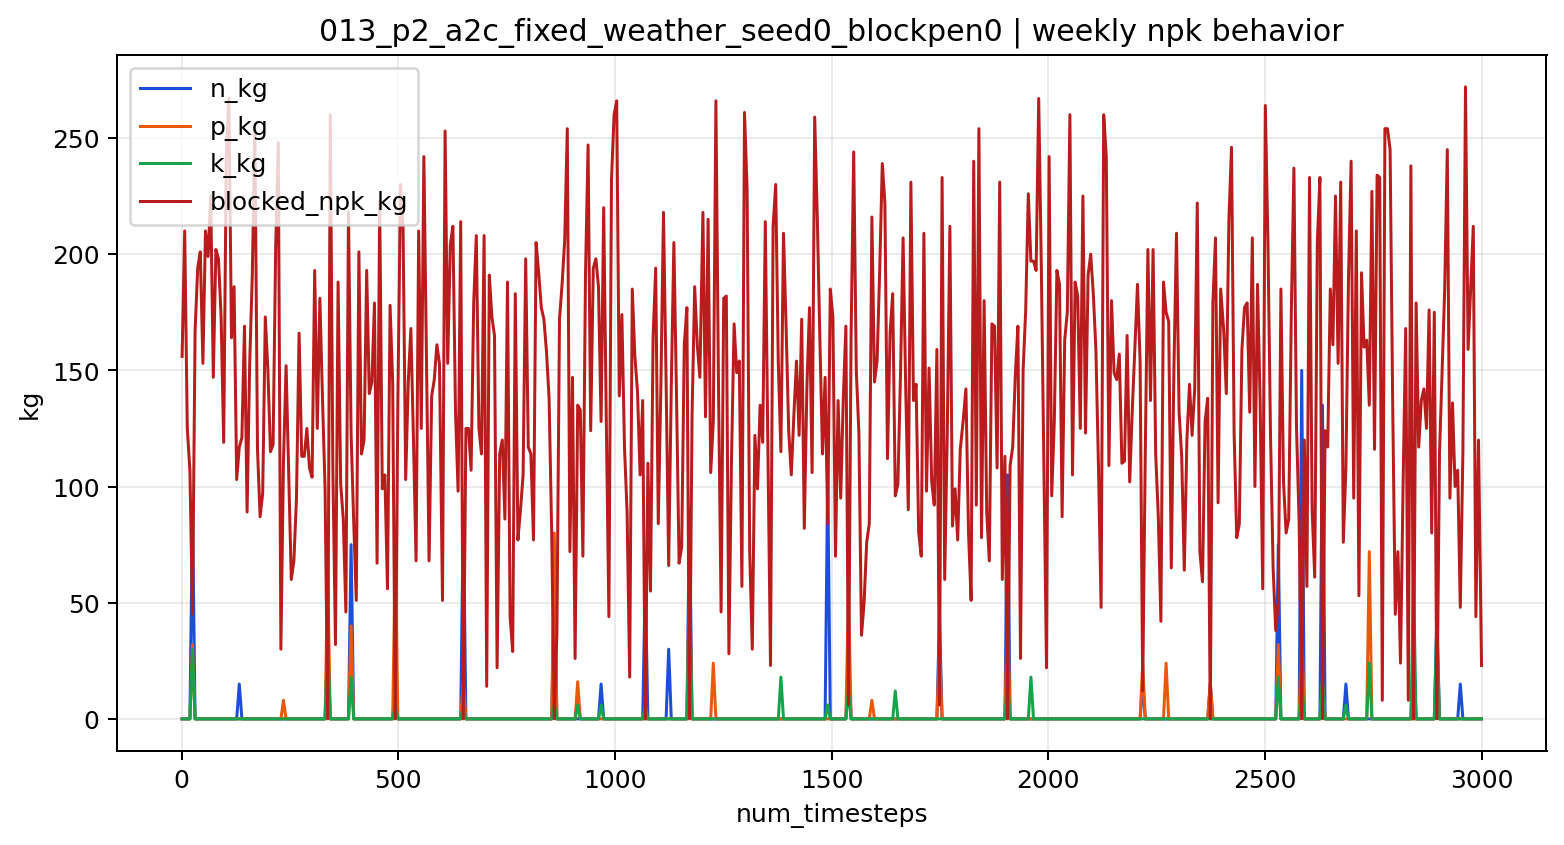 013_p2_a2c_fixed_weather_seed0_blockpen0 | weekly npk behavior
n_kg
p_kg
k_kg
blocked_npk_kg
250
200
150
100
50
0
kg
0 500 1000 1500 2000 2500 3000
num_timesteps